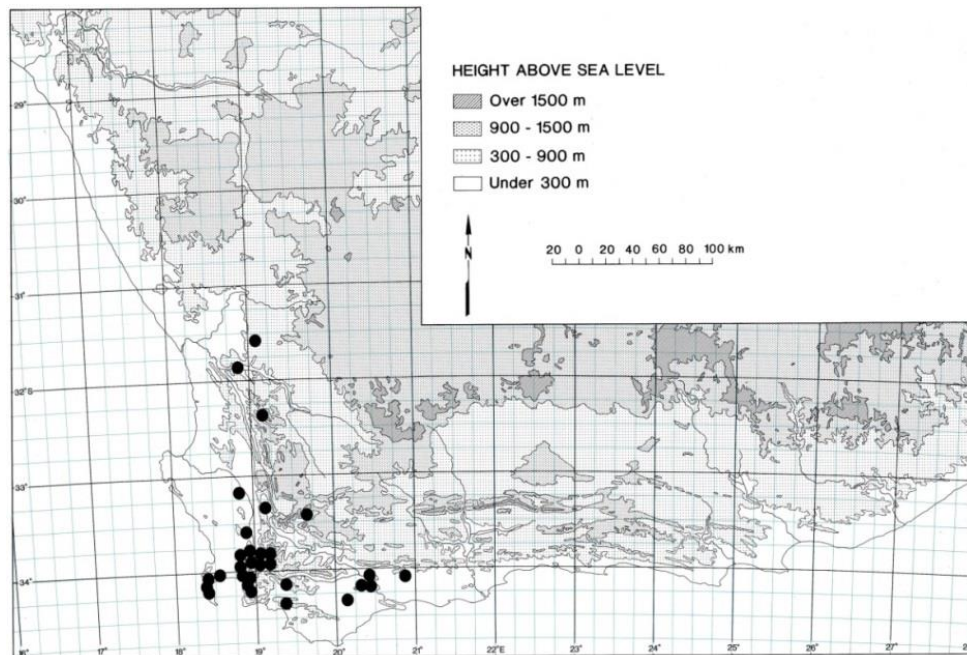 HEIGHT ABOVE SEA LEVEL
Over 1500 m
900 - 1500 m
300 - 900 m
Under 300 m
N
20 0 20 40 60 80 100 km
29°
30°
31°
32°S
33°
34°
16° 17° 18° 19° 20° 21° 22°E 23° 24° 25° 26° 27°